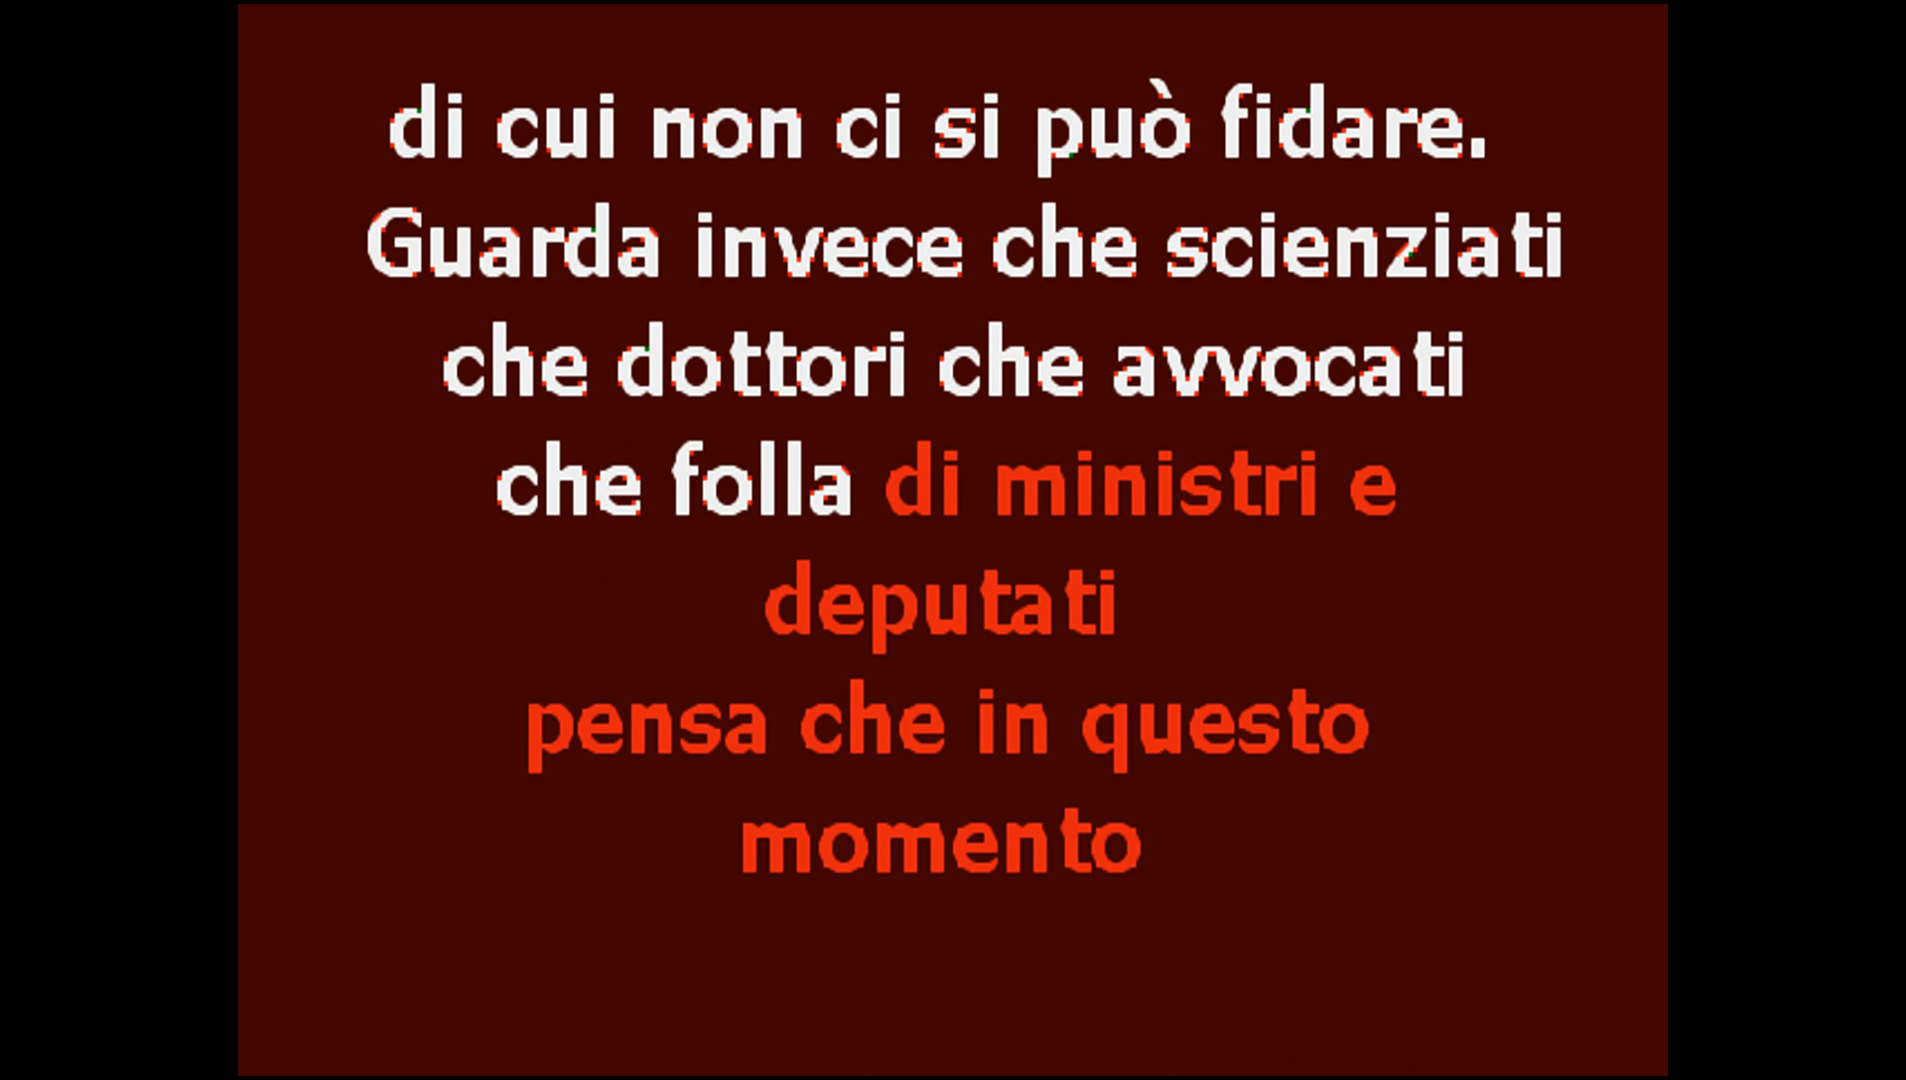 di cui non ci si può fidare.
Guarda invece che scienziati
che dottori che avvocati
che folla di ministri e
deputati
pensa che in questo
momento